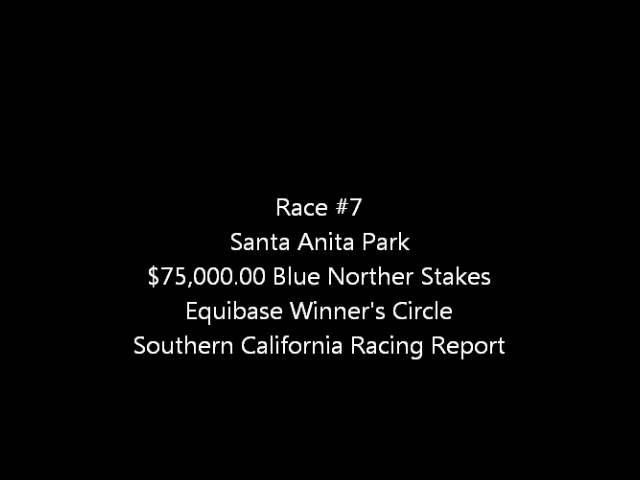 Race #7
Santa Anita Park
$75,000.00 Blue Norther Stakes
Equibase Winner's Circle
Southern California Racing Report